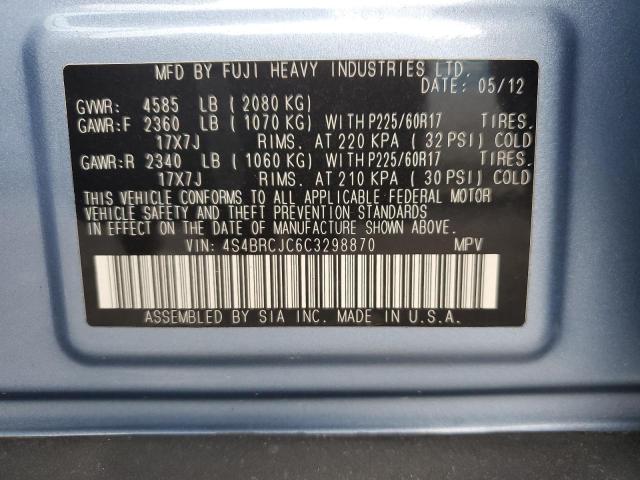 MFD BY FUJI HEAVY INDUSTRIES LTD.
DATE: 05/12
GVWR: 4585 LB (2080 KG)
GAWR:F 2360 LB (1070 KG) WITH P225/60R17 TIRES.
17X7J RIMS. AT 220 KPA (32 PSI) COLD
GAWR:R 2340 LB (1060 KG) WITH P225/60R17 TIRES.
17X7J RIMS. AT 210 KPA (30 PSI) COLD
THIS VEHICLE CONFORMS TO ALL APPLICABLE FEDERAL MOTOR
VEHICLE SAFETY AND THEFT PREVENTION STANDARDS
IN EFFECT ON THE DATE OF MANUFACTURE SHOWN ABOVE.
VIN: 4S4BRCJC6C3298870 MPV
ASSEMBLED BY SIA INC. MADE IN U.S.A.